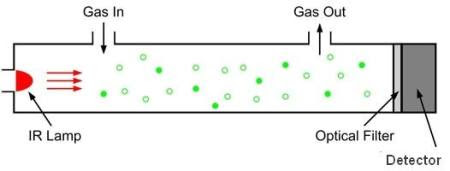 Gas In
Gas Out
IR Lamp
Optical Filter
Detector